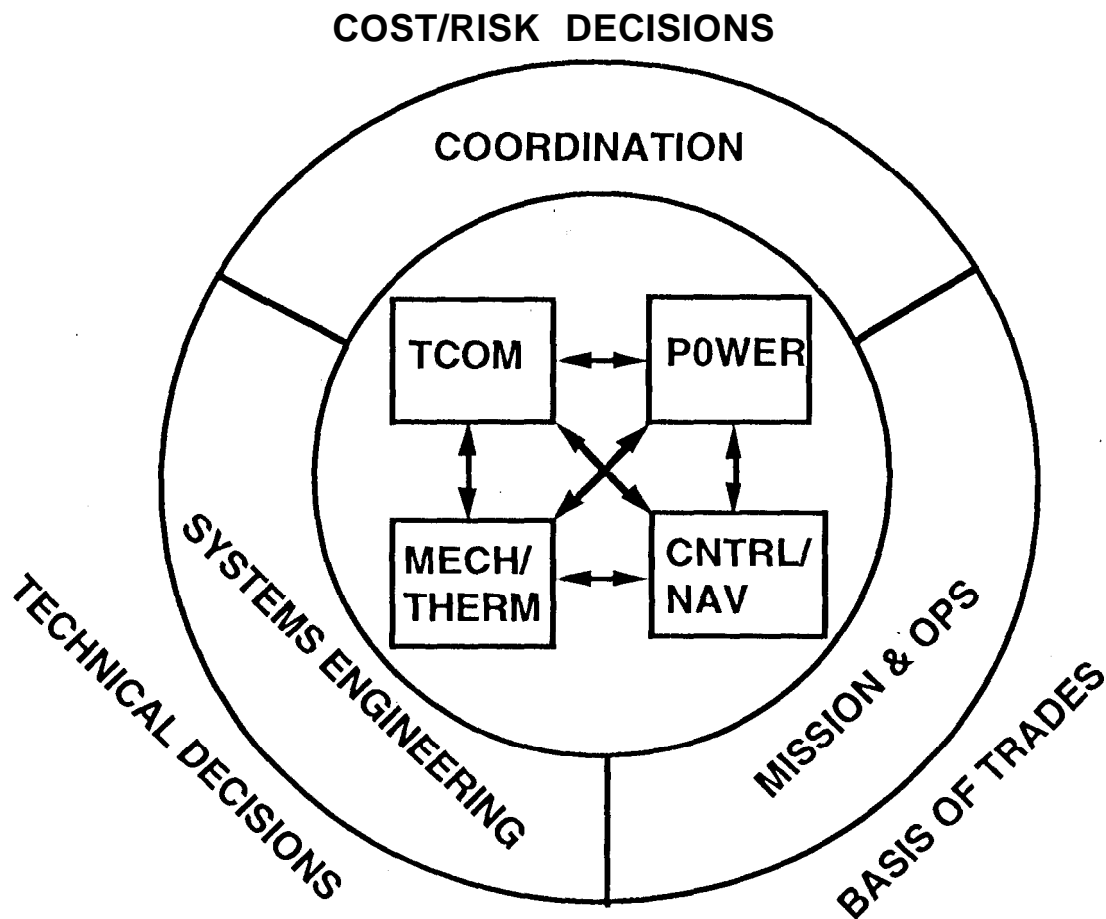 COST/RISK DECISIONS
COORDINATION
TCOM
P0WER
MECH/
THERM
CNTRL/
NAV
SYSTEMS ENGINEERING
MISSION & OPS
TECHNICAL DECISIONS
BASIS OF TRADES